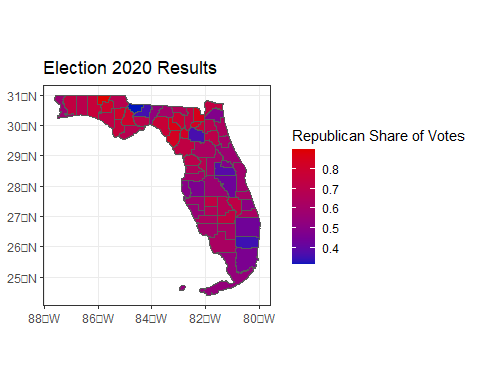 Election 2020 Results
31▯N
30▯N
29▯N
28▯N
27▯N
26▯N
25▯N
88▯W
86▯W
84▯W
82▯W
80▯W
Republican Share of Votes
0.8
0.7
0.6
0.5
0.4